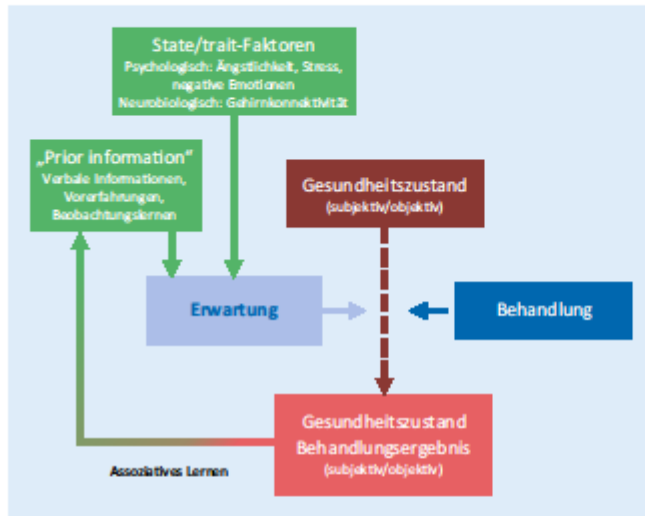 State/trait-Faktoren
Psychologisch: Ängstlichkeit, Stress,
negative Emotionen
Neurobiologisch: Gehirnkonnektivität
„Prior information“
Verbale Informationen,
Vorerfahrungen,
Beobachtungslernen
Gesundheitszustand
(subjektiv/objektiv)
Erwartung
Behandlung
Gesundheitszustand
Behandlungsergebnis
(subjektiv/objektiv)
Assoziatives Lernen